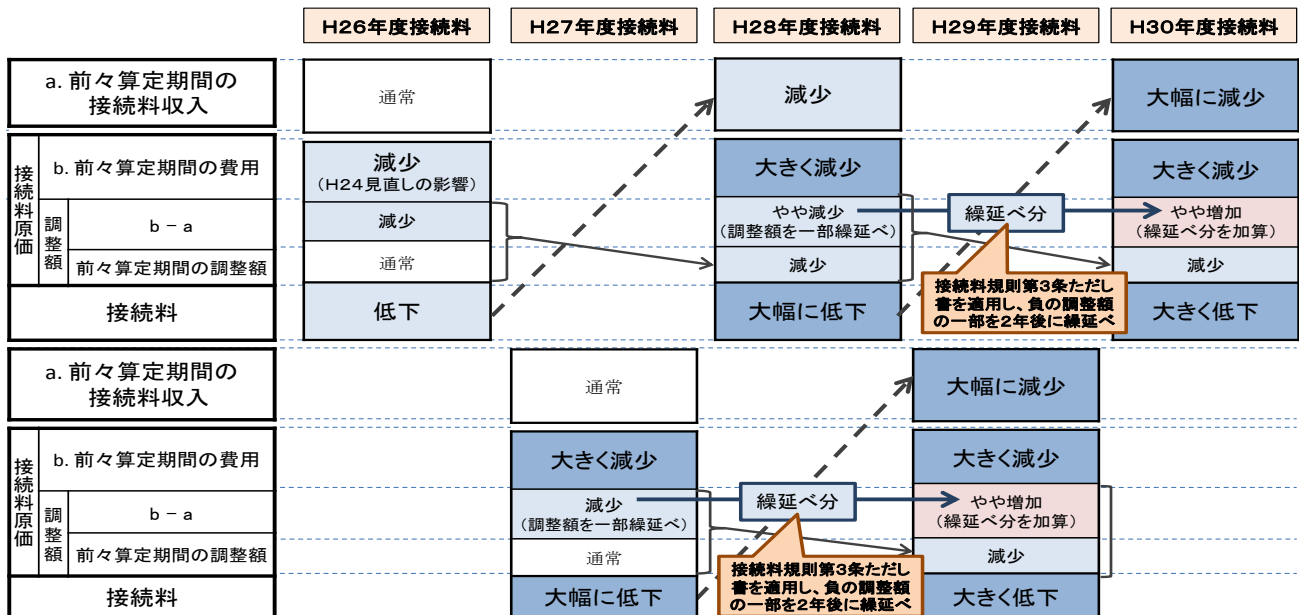 H26年度接続料
H27年度接続料
H28年度接続料
H29年度接続料
H30年度接続料
a. 前々算定期間の
接続料収入
通常
減少
大幅に減少
接続料原価
b. 前々算定期間の費用
減少
(H24見直しの影響)
大きく減少
大きく減少
調整額
b－a
減少
やや減少
(調整額を一部繰延べ)
繰延べ分
やや増加
(繰延べ分を加算)
前々算定期間の調整額
通常
減少
減少
接続料規則第3条ただし
書を適用し、負の調整額
の一部を2年後に繰延べ
接続料
低下
大幅に低下
大きく低下
a. 前々算定期間の
接続料収入
通常
大幅に減少
接続料原価
b. 前々算定期間の費用
大きく減少
大きく減少
調整額
b－a
減少
(調整額を一部繰延べ)
繰延べ分
やや増加
(繰延べ分を加算)
前々算定期間の調整額
通常
減少
接続料規則第3条ただし
書を適用し、負の調整額
の一部を2年後に繰延べ
接続料
大幅に低下
大きく低下